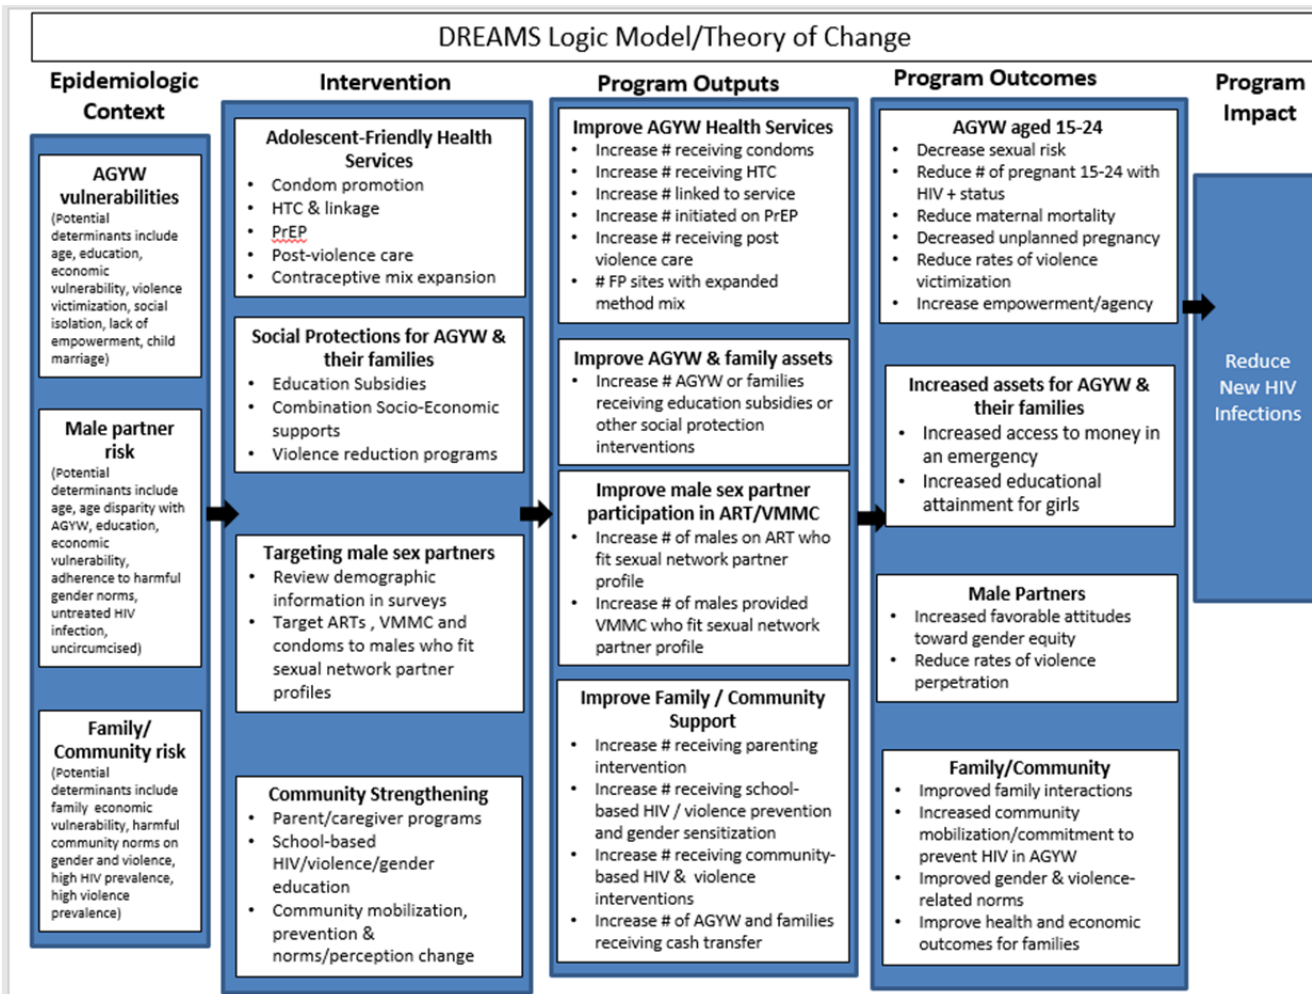 DREAMS Logic Model/Theory of Change
Epidemiologic
Context
AGYW
vulnerabilities
(Potential
determinants include
age, education,
economic
vulnerability, violence
victimization, social
isolation, lack of
empowerment, child
marriage)
Male partner
risk
(Potential
determinants include
age, age disparity with
AGYW, education,
economic
vulnerability,
adherence to harmful
gender norms,
untreated HIV
infection,
uncircumcised)
Family/
Community risk
(Potential
determinants include
family economic
vulnerability, harmful
community norms on
gender and violence,
high HIV prevalence,
high violence
prevalence)
Intervention
Adolescent-Friendly Health
Services
• Condom promotion
• HTC & linkage
• PrEP
• Post-violence care
• Contraceptive mix expansion
Social Protections for AGYW &
their families
• Education Subsidies
• Combination Socio-Economic
supports
• Violence reduction programs
Targeting male sex partners
• Review demographic
information in surveys
• Target ARTs , VMMC and
condoms to males who fit
sexual network partner
profiles
Community Strengthening
• Parent/caregiver programs
• School-based
HIV/violence/gender
education
• Community mobilization,
prevention &
norms/perception change
Program Outputs
Improve AGYW Health Services
• Increase # receiving condoms
• Increase # receiving HTC
• Increase # linked to service
• Increase # initiated on PrEP
• Increase # receiving post
violence care
• # FP sites with expanded
method mix
Improve AGYW & family assets
• Increase # AGYW or families
receiving education subsidies or
other social protection
interventions
Improve male sex partner
participation in ART/VMMC
• Increase # of males on ART who
fit sexual network partner
profile
• Increase # of males provided
VMMC who fit sexual network
partner profile
Improve Family / Community
Support
• Increase # receiving parenting
intervention
• Increase # receiving school-
based HIV / violence prevention
and gender sensitization
• Increase # receiving community-
based HIV & violence
interventions
• Increase # of AGYW and families
receiving cash transfer
Program Outcomes
AGYW aged 15-24
• Decrease sexual risk
• Reduce # of pregnant 15-24 with
HIV + status
• Reduce maternal mortality
• Decreased unplanned pregnancy
• Reduce rates of violence
victimization
• Increase empowerment/agency
Increased assets for AGYW &
their families
• Increased access to money in
an emergency
• Increased educational
attainment for girls
Male Partners
• Increased favorable attitudes
toward gender equity
• Reduce rates of violence
perpetration
Family/Community
• Improved family interactions
• Increased community
mobilization/commitment to
prevent HIV in AGYW
• Improved gender & violence-
related norms
• Improve health and economic
outcomes for families
Program
Impact
Reduce
New HIV
Infections